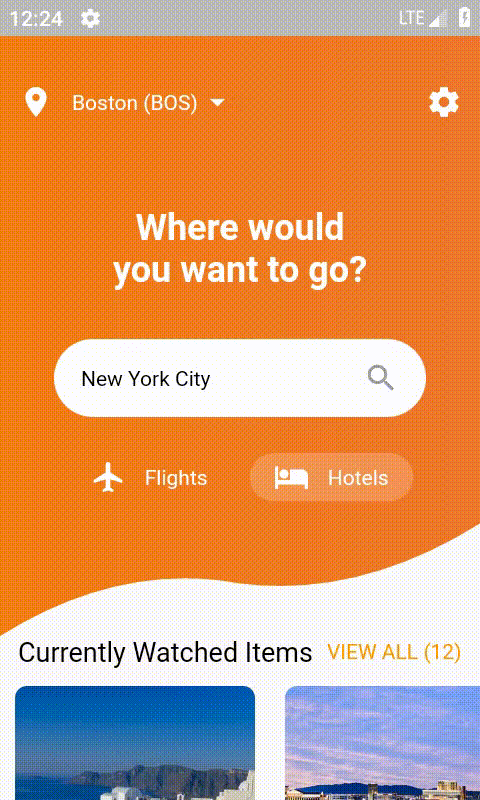 12:24
LTE
Boston (BOS)
Where would
you want to go?
New York City
Flights
Hotels
Currently Watched Items
VIEW ALL (12)